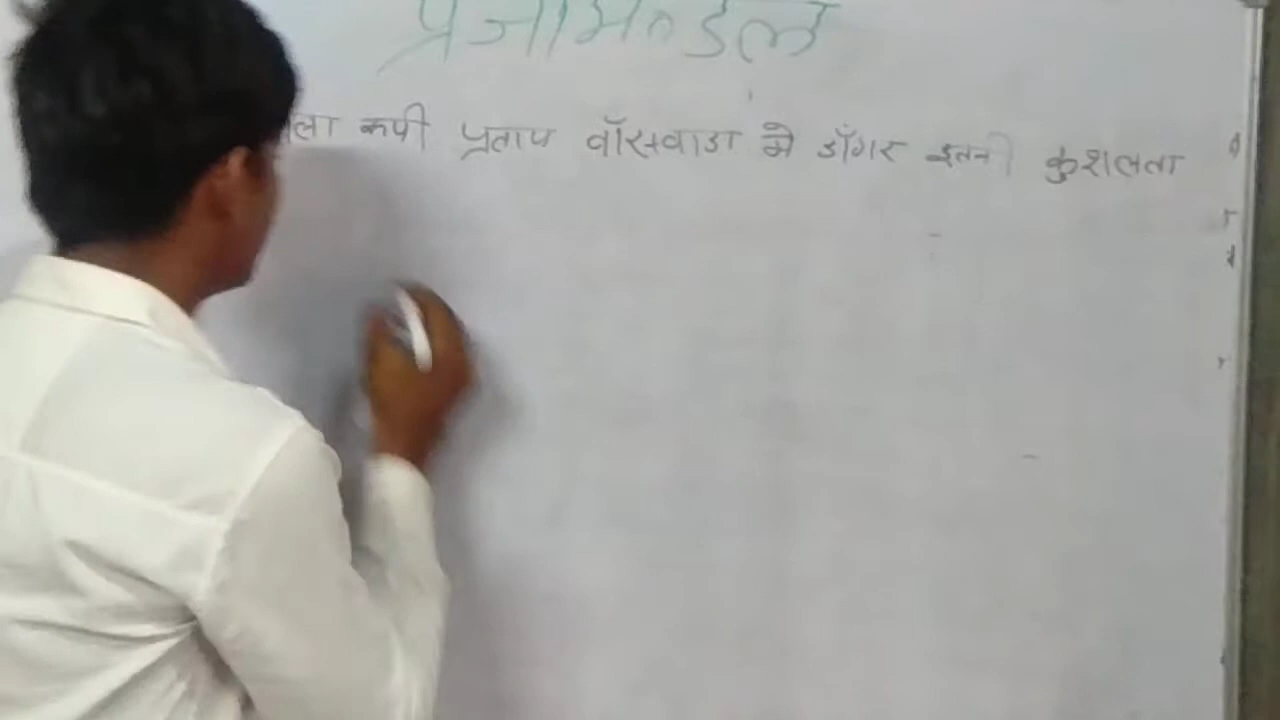 प्रजामण्डल
ला कपी प्रताप वाँसवाडा मे डाँगर इतनी कुशलता